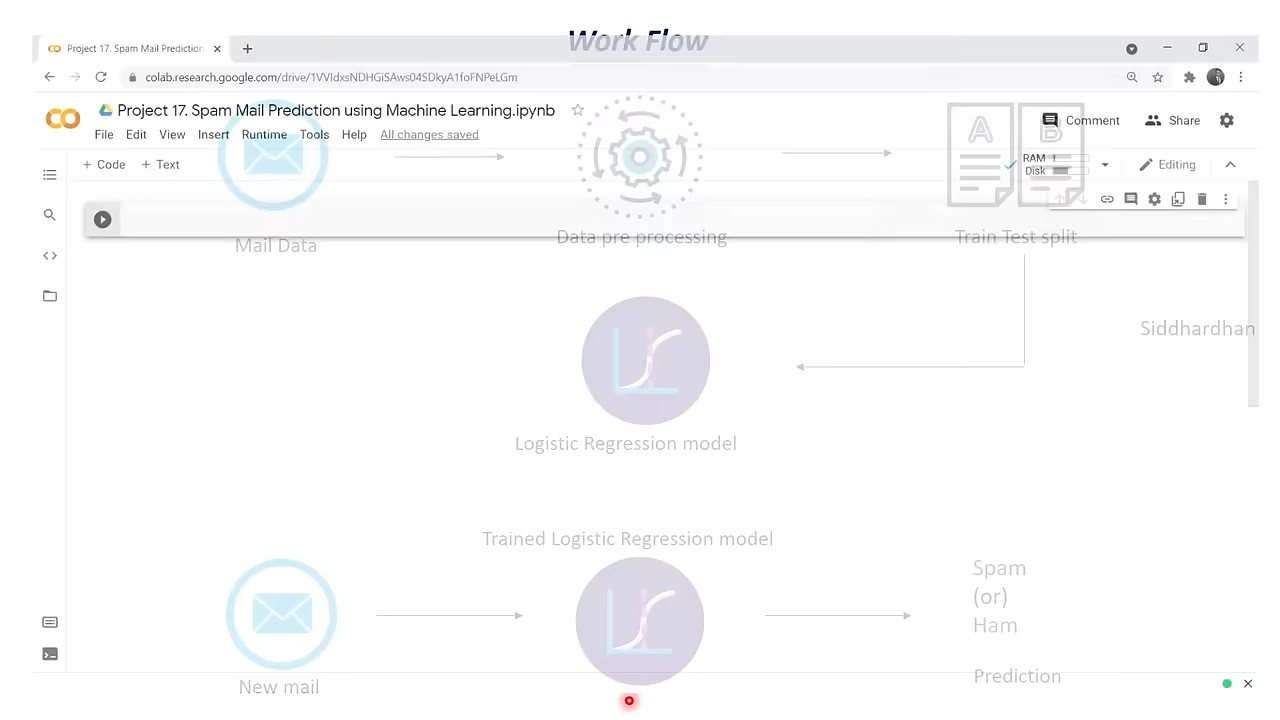 Work Flow
Project 17. Spam Mail Prediction
colab.research.google.com/drive/1VVIdxsNDHGiSAws04SDkyA1foFNPeLGm
Project 17. Spam Mail Prediction using Machine Learning.ipynb
Comment
Share
File Edit View Insert Runtime Tools Help All changes saved
A B
+ Code + Text
RAM
Disk
Editing
Mail Data
Data pre processing
Train Test split
Siddhardhan
Logistic Regression model
Trained Logistic Regression model
Spam
(or)
Ham
New mail
Prediction